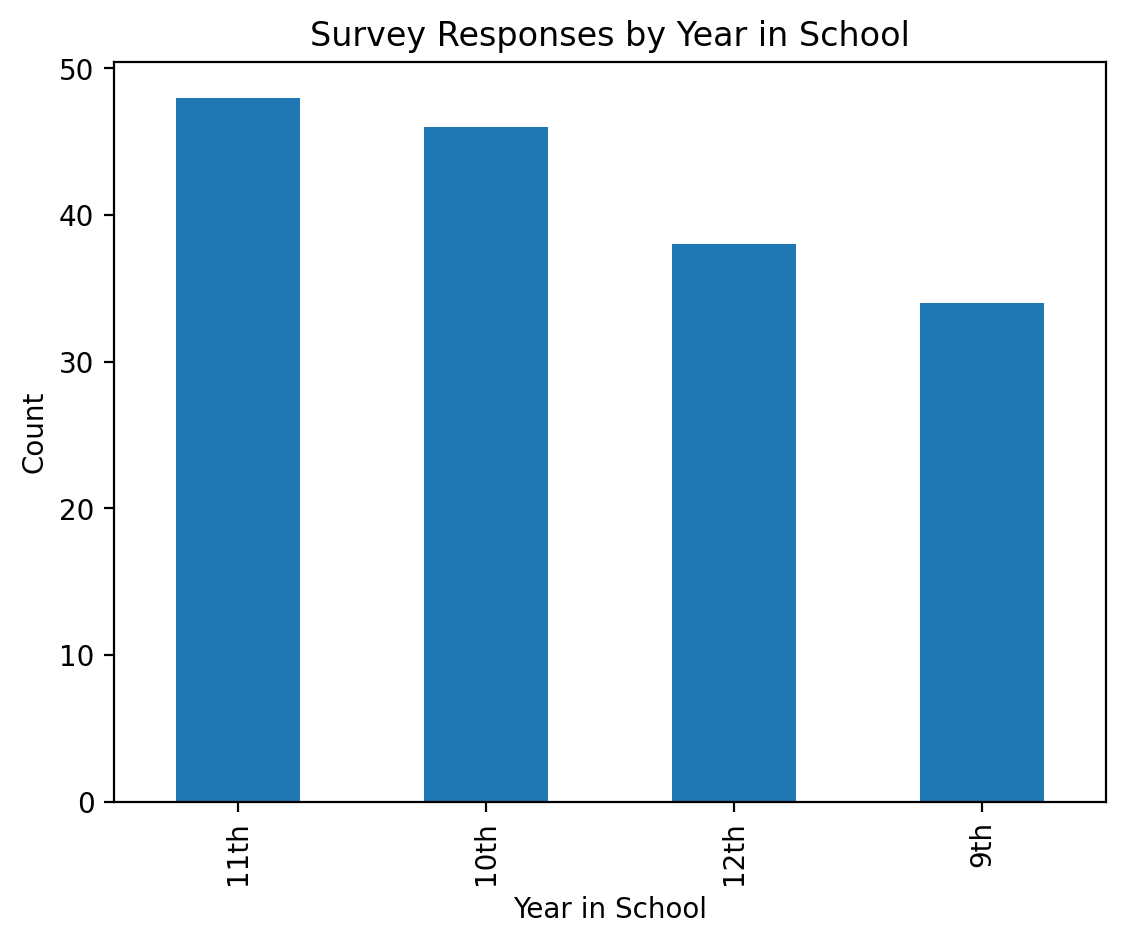 Survey Responses by Year in School
50
40
30
20
10
0
Count
11th
10th
12th
9th
Year in School